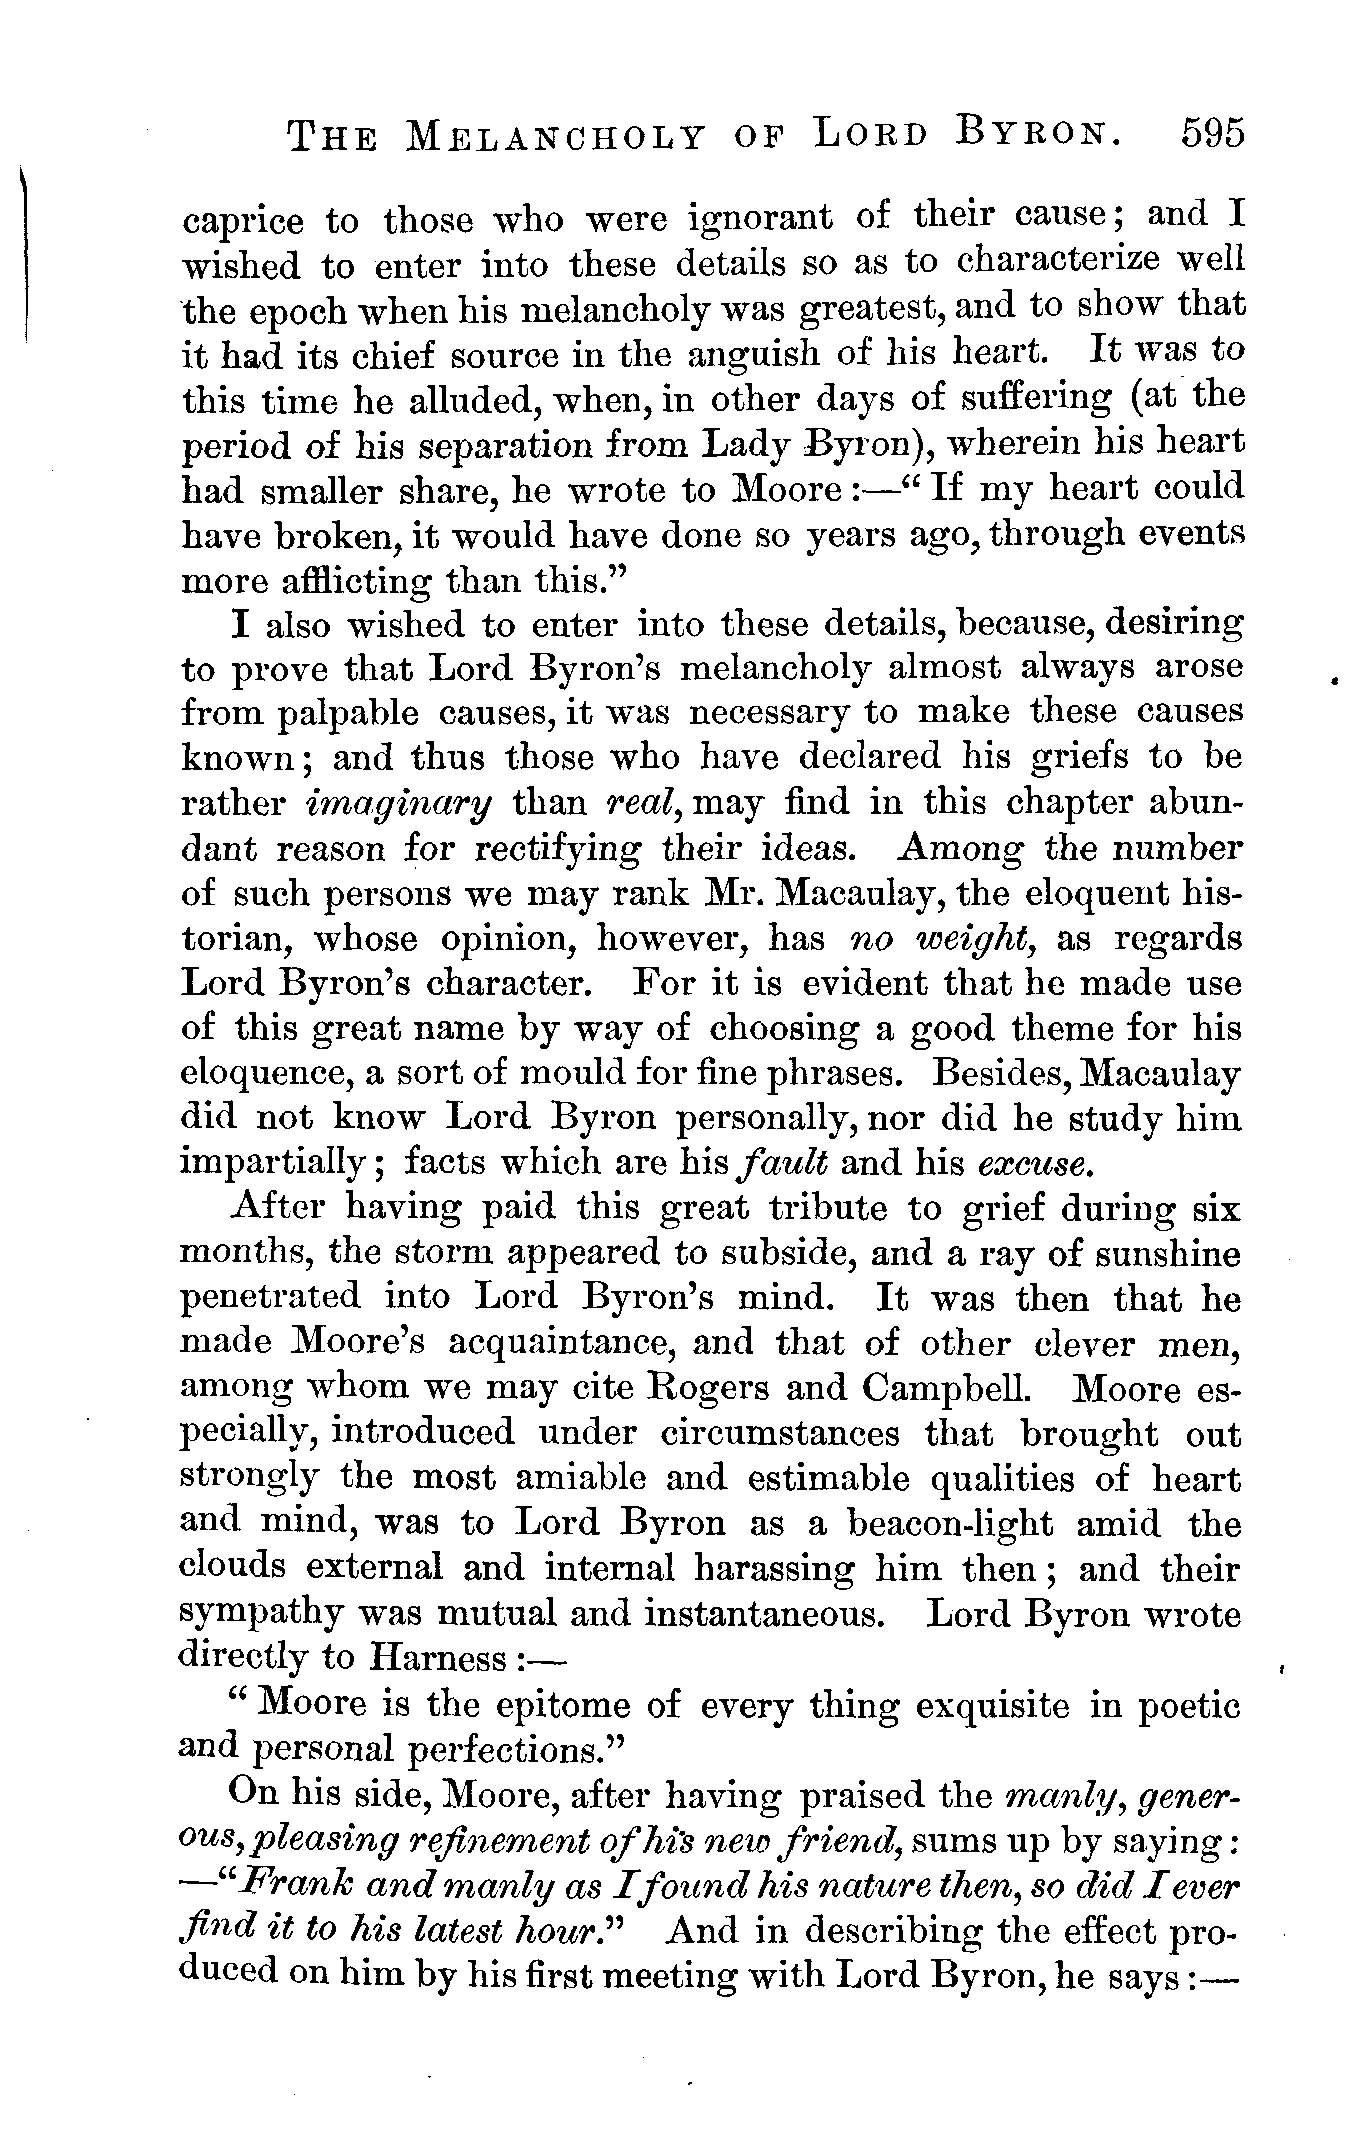 THE MELANCHOLY OF LORD BYRON. 595
caprice to those who were ignorant of their cause; and I
wished to enter into these details so as to characterize well
the epoch when his melancholy was greatest, and to show that
it had its chief source in the anguish of his heart. It was to
this time he alluded, when, in other days of suffering (at the
period of his separation from Lady Byron), wherein his heart
had smaller share, he wrote to Moore :—“ If my heart could
have broken, it would have done so years ago, through events
more afflicting than this.”
I also wished to enter into these details, because, desiring
to prove that Lord Byron’s melancholy almost always arose
from palpable causes, it was necessary to make these causes
known; and thus those who have declared his griefs to be
rather imaginary than real, may find in this chapter abun-
dant reason for rectifying their ideas. Among the number
of such persons we may rank Mr. Macaulay, the eloquent his-
torian, whose opinion, however, has no weight, as regards
Lord Byron’s character. For it is evident that he made use
of this great name by way of choosing a good theme for his
eloquence, a sort of mould for fine phrases. Besides, Macaulay
did not know Lord Byron personally, nor did he study him
impartially; facts which are his fault and his excuse.
After having paid this great tribute to grief during six
months, the storm appeared to subside, and a ray of sunshine
penetrated into Lord Byron’s mind. It was then that he
made Moore’s acquaintance, and that of other clever men,
among whom we may cite Rogers and Campbell. Moore es-
pecially, introduced under circumstances that brought out
strongly the most amiable and estimable qualities of heart
and mind, was to Lord Byron as a beacon-light amid the
clouds external and internal harassing him then; and their
sympathy was mutual and instantaneous. Lord Byron wrote
directly to Harness :—
“ Moore is the epitome of every thing exquisite in poetic
and personal perfections.”
On his side, Moore, after having praised the manly, gener-
ous, pleasing refinement of his new friend, sums up by saying :
—“Frank and manly as I found his nature then, so did I ever
find it to his latest hour.” And in describing the effect pro-
duced on him by his first meeting with Lord Byron, he says :—